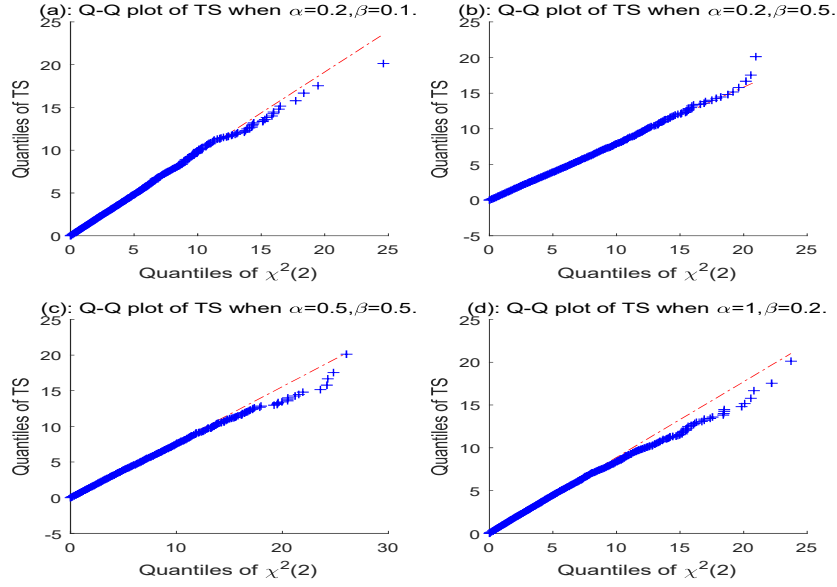 (a): Q-Q plot of TS when α=0.2,β=0.1.
25
20
15
10
5
0
Quantiles of TS
0 5 10 15 20 25
Quantiles of χ²(2)
(b): Q-Q plot of TS when α=0.2,β=0.5.
25
20
15
10
5
0
-5
Quantiles of TS
0 5 10 15 20 25
Quantiles of χ²(2)
(c): Q-Q plot of TS when α=0.5,β=0.5.
25
20
15
10
5
0
-5
Quantiles of TS
0 10 20 30
Quantiles of χ²(2)
(d): Q-Q plot of TS when α=1,β=0.2.
25
20
15
10
5
0
Quantiles of TS
0 5 10 15 20 25
Quantiles of χ²(2)